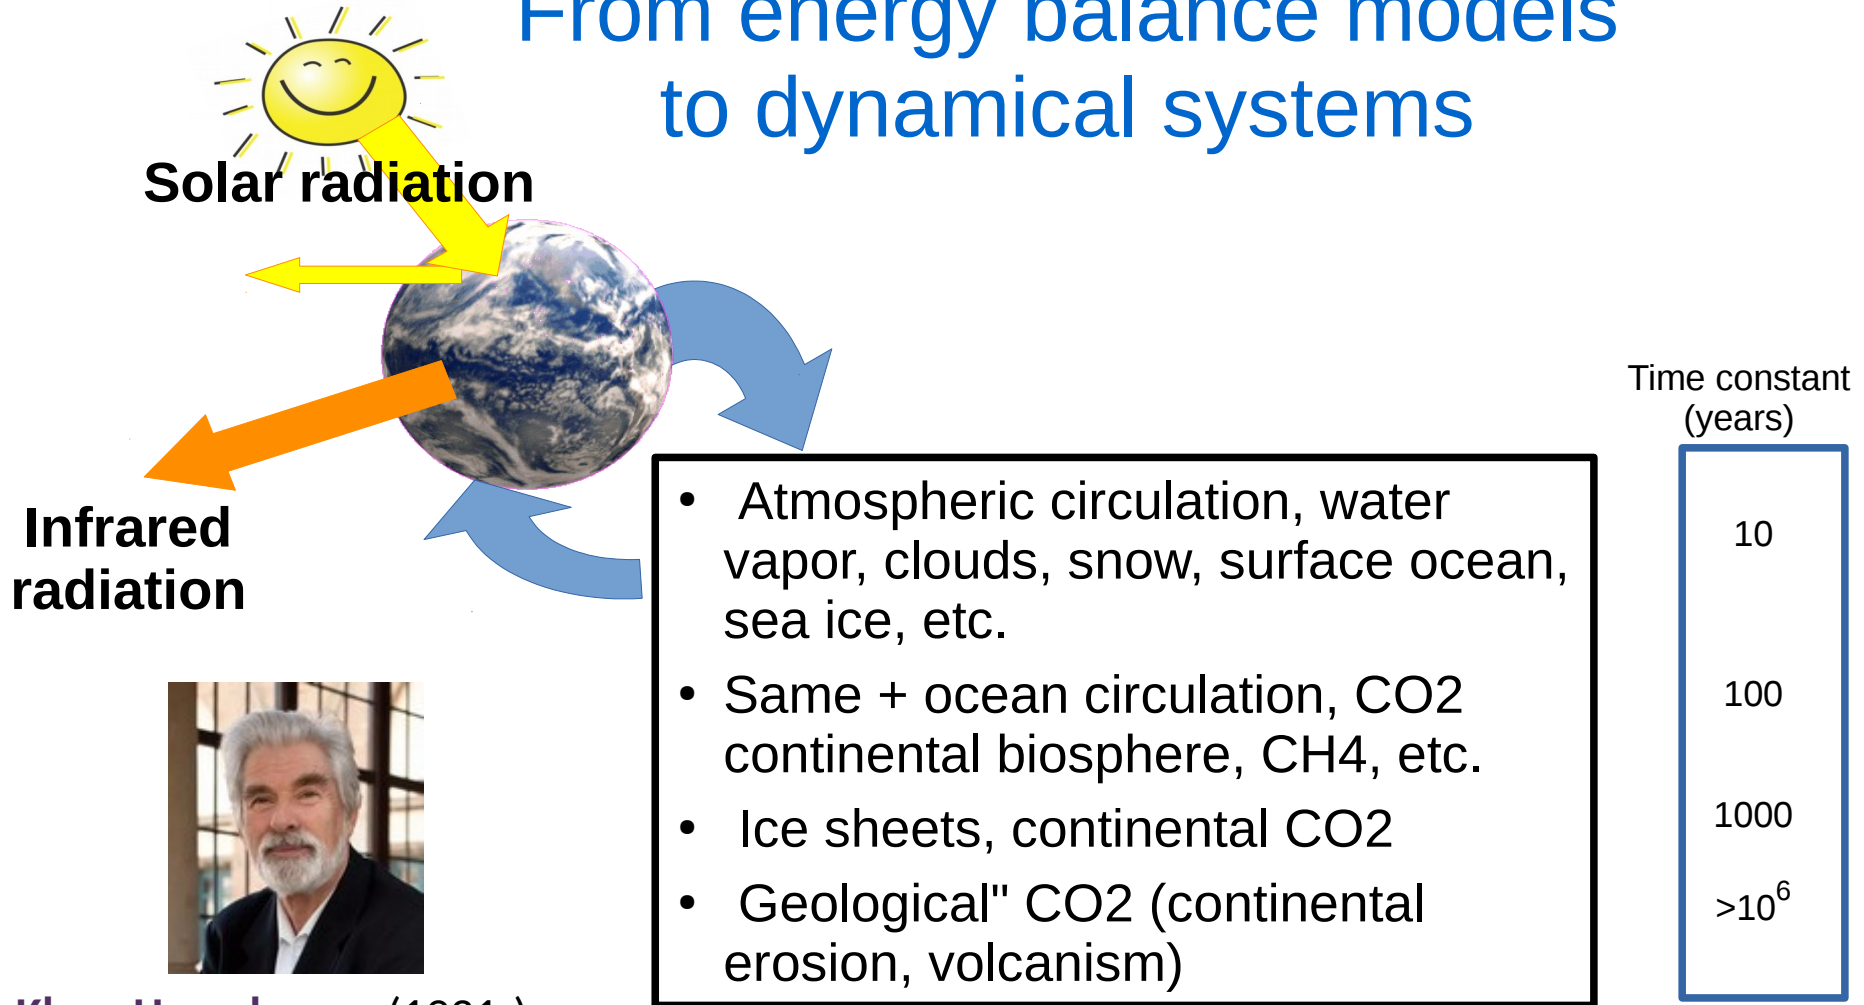 From energy balance models
to dynamical systems
Solar radiation
Infrared
radiation
Time constant
(years)
• Atmospheric circulation, water
vapor, clouds, snow, surface ocean,
sea ice, etc.
10
• Same + ocean circulation, CO2
continental biosphere, CH4, etc.
100
• Ice sheets, continental CO2
1000
• Geological" CO2 (continental
erosion, volcanism)
>10⁶